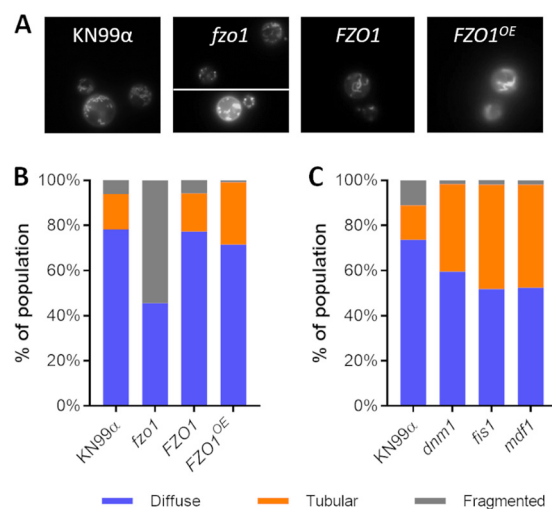 A
KN99α
fzo1
FZO1
FZO1OE
B
C
% of population
100%
80%
60%
40%
20%
0%
KN99α
fzo1
FZO1
FZO1OE
% of population
100%
80%
60%
40%
20%
0%
KN99α
dnm1
fis1
mdf1
Diffuse
Tubular
Fragmented